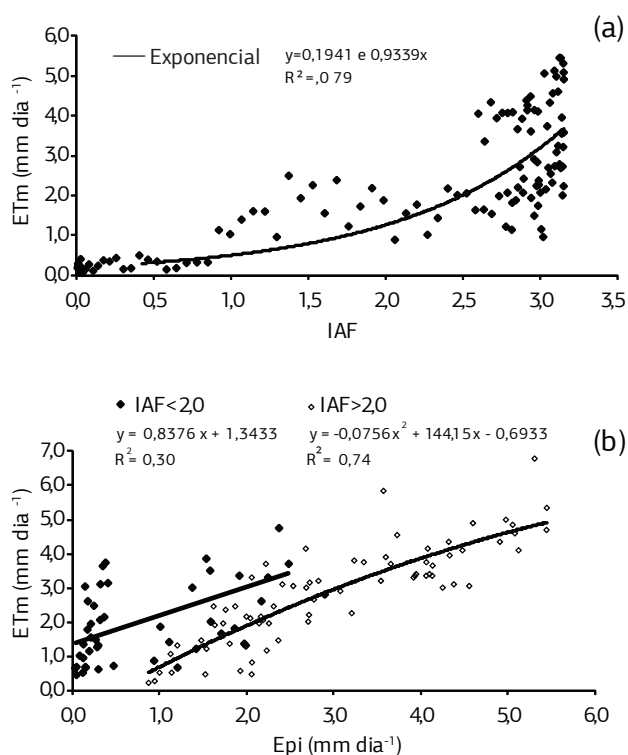 (a)
Exponencial y=0,1941 e 0,9339x
R² =,0 79
6,0
5,0
4,0
3,0
2,0
1,0
0,0
ETm (mm dia -1)
0,0 0,5 1,0 1,5 2,0 2,5 3,0 3,5
IAF
(b)
IAF<2,0 IAF>2,0
y = 0,8376 x + 1,3433 y = -0,0756x² + 144,15x - 0,6933
R² = 0,30 R² = 0,74
7,0
6,0
5,0
4,0
3,0
2,0
1,0
0,0
ETm (mm dia -1)
0,0 1,0 2,0 3,0 4,0 5,0 6,0
Epi (mm dia-1)